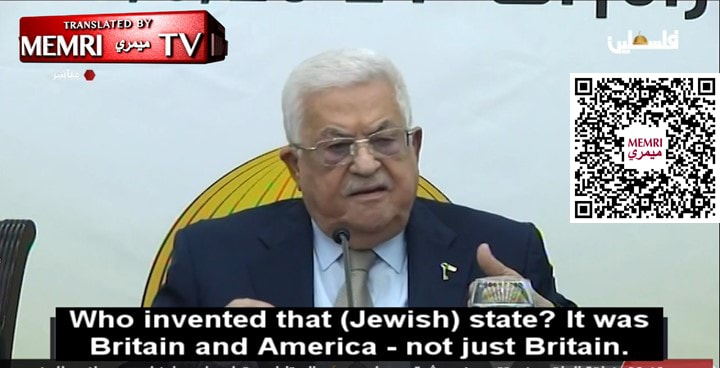 TRANSLATED BY
MEMRI ميمري TV
مباشر
فلسطين
MEMRI
ميمري
Who invented that (Jewish) state? It was
Britain and America - not just Britain.